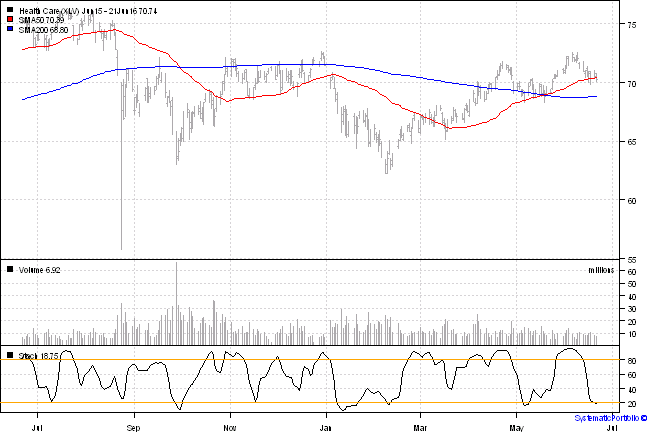 Health Care (XLV) Jun15 - 21Jun16 70.74
SMA50 70.39
SMA200 68.80
75
70
65
60
55
Volume 6.92
millions
60
50
40
30
20
10
Stoch 18.75
80
60
40
20
Jul
Sep
Nov
Jan
Mar
May
Jul
SystematicPortfolio ©